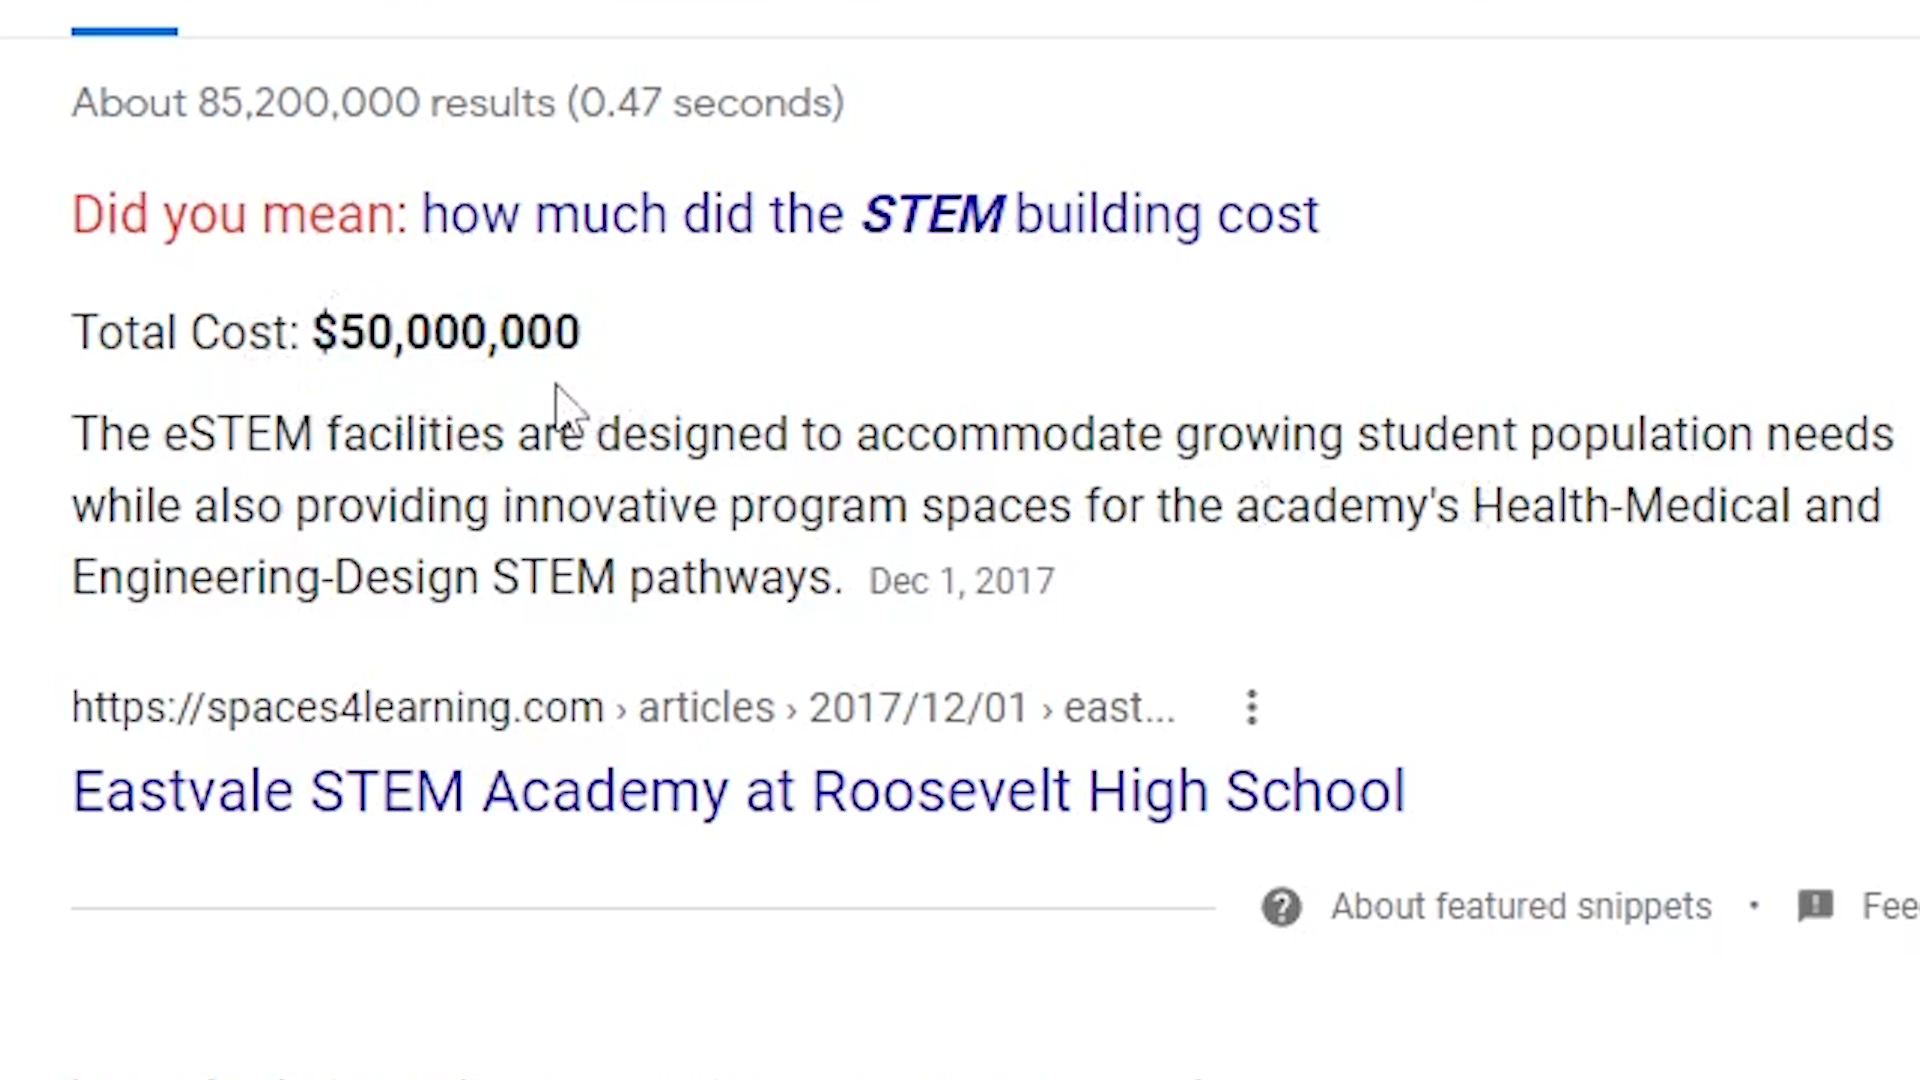 About 85,200,000 results (0.47 seconds)
Did you mean: how much did the STEM building cost
Total Cost: $50,000,000
The eSTEM facilities are designed to accommodate growing student population needs
while also providing innovative program spaces for the academy's Health-Medical and
Engineering-Design STEM pathways. Dec 1, 2017
https://spaces4learning.com › articles › 2017/12/01 › east...
Eastvale STEM Academy at Roosevelt High School
About featured snippets •